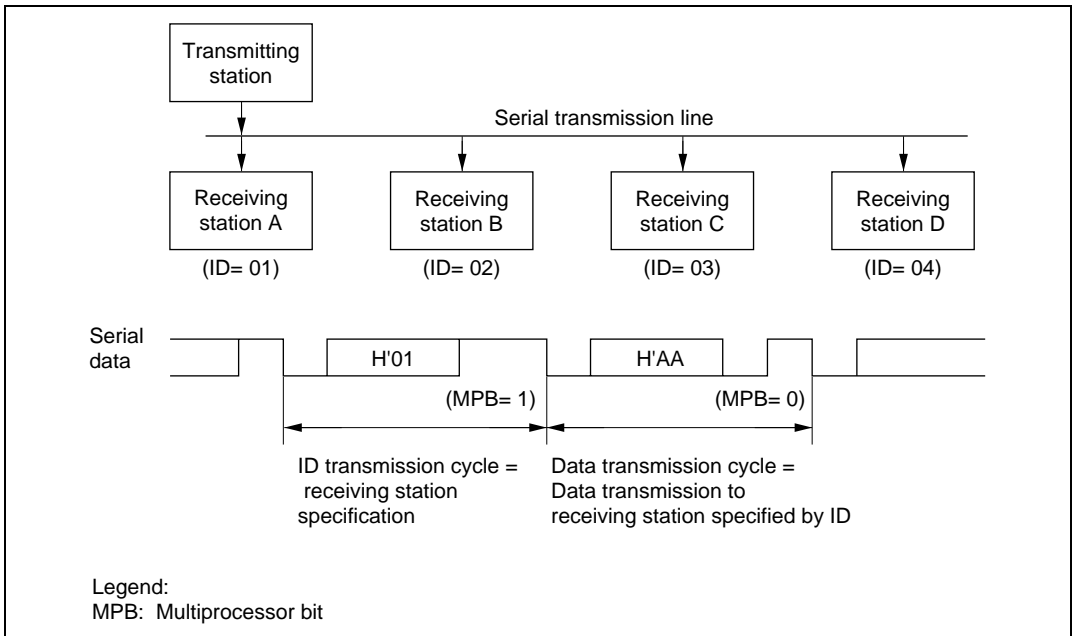 Transmitting
station
Serial transmission line
Receiving
station A
Receiving
station B
Receiving
station C
Receiving
station D
(ID= 01)
(ID= 02)
(ID= 03)
(ID= 04)
Serial
data
H'01
H'AA
(MPB= 1)
(MPB= 0)
ID transmission cycle =
receiving station
specification
Data transmission cycle =
Data transmission to
receiving station specified by ID
Legend:
MPB: Multiprocessor bit